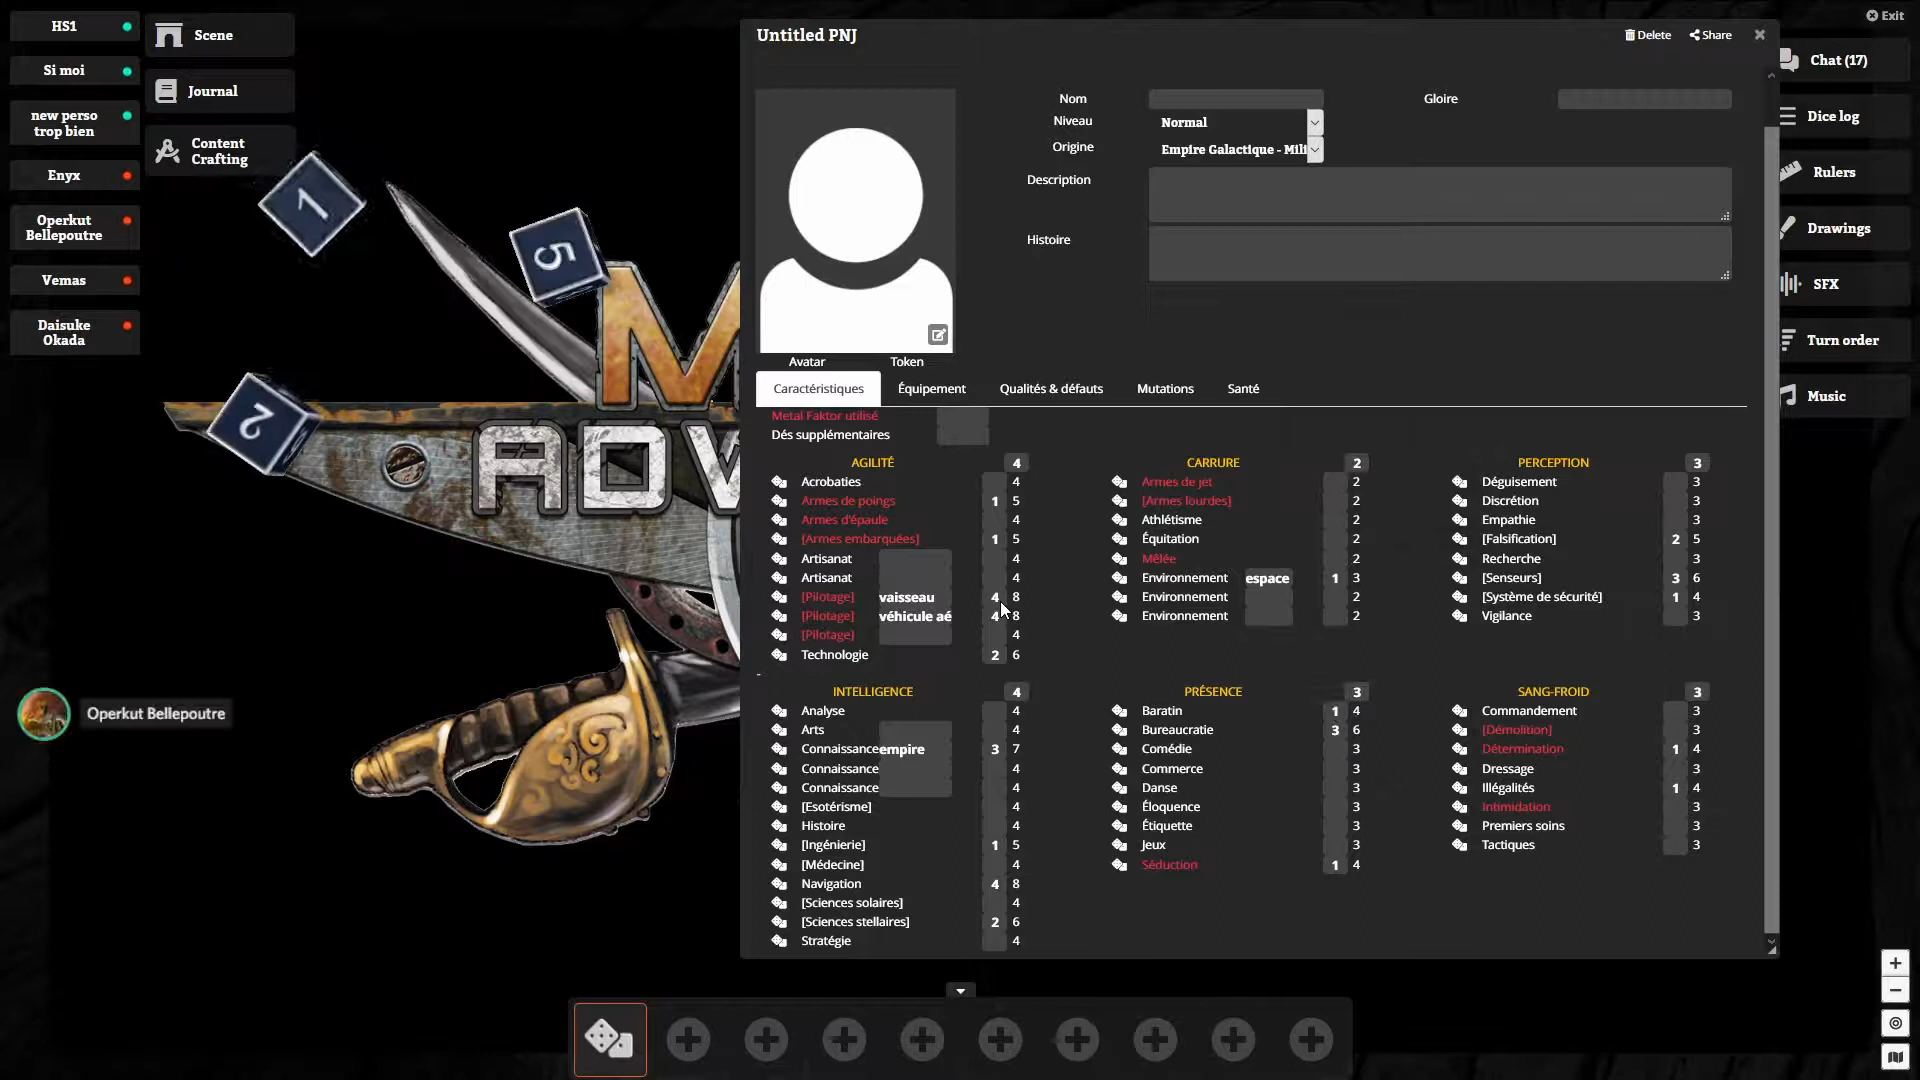 HS1
Si moi
new perso
trop bien
Enyx
Operkut
Bellepoutre
Vemas
Daisuke
Okada
Scene
Journal
Content
Crafting
1
5
2
M
ADV
Operkut Bellepoutre
Untitled PNJ
Delete
Share
Nom
Gloire
Niveau
Normal
Origine
Empire Galactique - Mili
Description
Histoire
Avatar
Token
Caractéristiques
Équipement
Qualités & défauts
Mutations
Santé
Metal Faktor utilisé
Dés supplémentaires
AGILITÉ 4
Acrobaties 4
Armes de poings 1 5
Armes d'épaule 4
[Armes embarquées] 1 5
Artisanat 4
Artisanat 4
[Pilotage] vaisseau 4 8
[Pilotage] véhicule aé 4 8
[Pilotage] 4
Technologie 2 6
CARRURE 2
Armes de jet 2
[Armes lourdes] 2
Athlétisme 2
Équitation 2
Mêlée 2
Environnement espace 1 3
Environnement 2
Environnement 2
PERCEPTION 3
Déguisement 3
Discrétion 3
Empathie 3
[Falsification] 2 5
Recherche 3
[Senseurs] 3 6
[Système de sécurité] 1 4
Vigilance 3
-
INTELLIGENCE 4
Analyse 4
Arts 4
Connaissance empire 3 7
Connaissance 4
Connaissance 4
[Esotérisme] 4
Histoire 4
[Ingénierie] 1 5
[Médecine] 4
Navigation 4 8
[Sciences solaires] 4
[Sciences stellaires] 2 6
Stratégie 4
PRÉSENCE 3
Baratin 1 4
Bureaucratie 3 6
Comédie 3
Commerce 3
Danse 3
Éloquence 3
Étiquette 3
Jeux 3
Séduction 1 4
SANG-FROID 3
Commandement 3
[Démolition] 3
Détermination 1 4
Dressage 3
Illégalités 1 4
Intimidation 3
Premiers soins 3
Tactiques 3
Exit
Chat (17)
Dice log
Rulers
Drawings
SFX
Turn order
Music